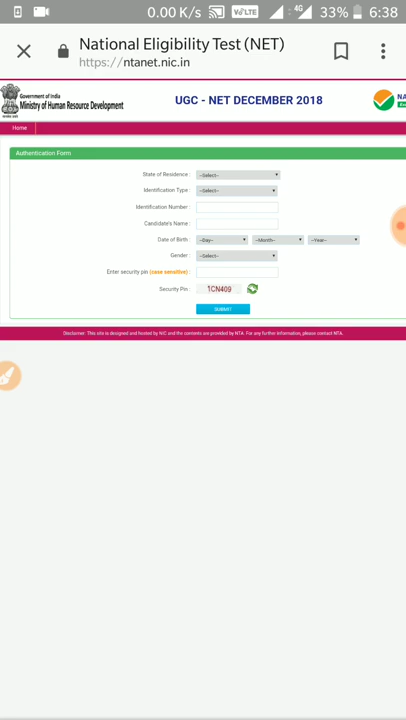 0.00 K/s VoLTE 4G 33% 6:38
National Eligibility Test (NET)
https://ntanet.nic.in
Government of India
Ministry of Human Resource Development
UGC - NET DECEMBER 2018
NA
Home
Authentication Form
State of Residence : --Select--
Identification Type : --Select--
Identification Number :
Candidate's Name :
Date of Birth : --Day-- --Month-- --Year--
Gender : --Select--
Enter security pin (case sensitive) :
Security Pin : 1CN409
SUBMIT
Disclaimer: This site is designed and hosted by NIC and the contents are provided by NTA. For any further information, please contact NTA.